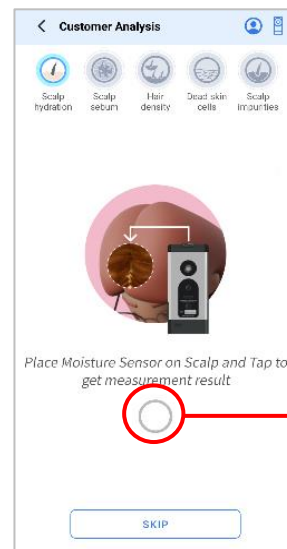 Customer Analysis
Scalp hydration
Scalp sebum
Hair density
Dead skin cells
Scalp impurities
Place Moisture Sensor on Scalp and Tap to
get measurement result
SKIP